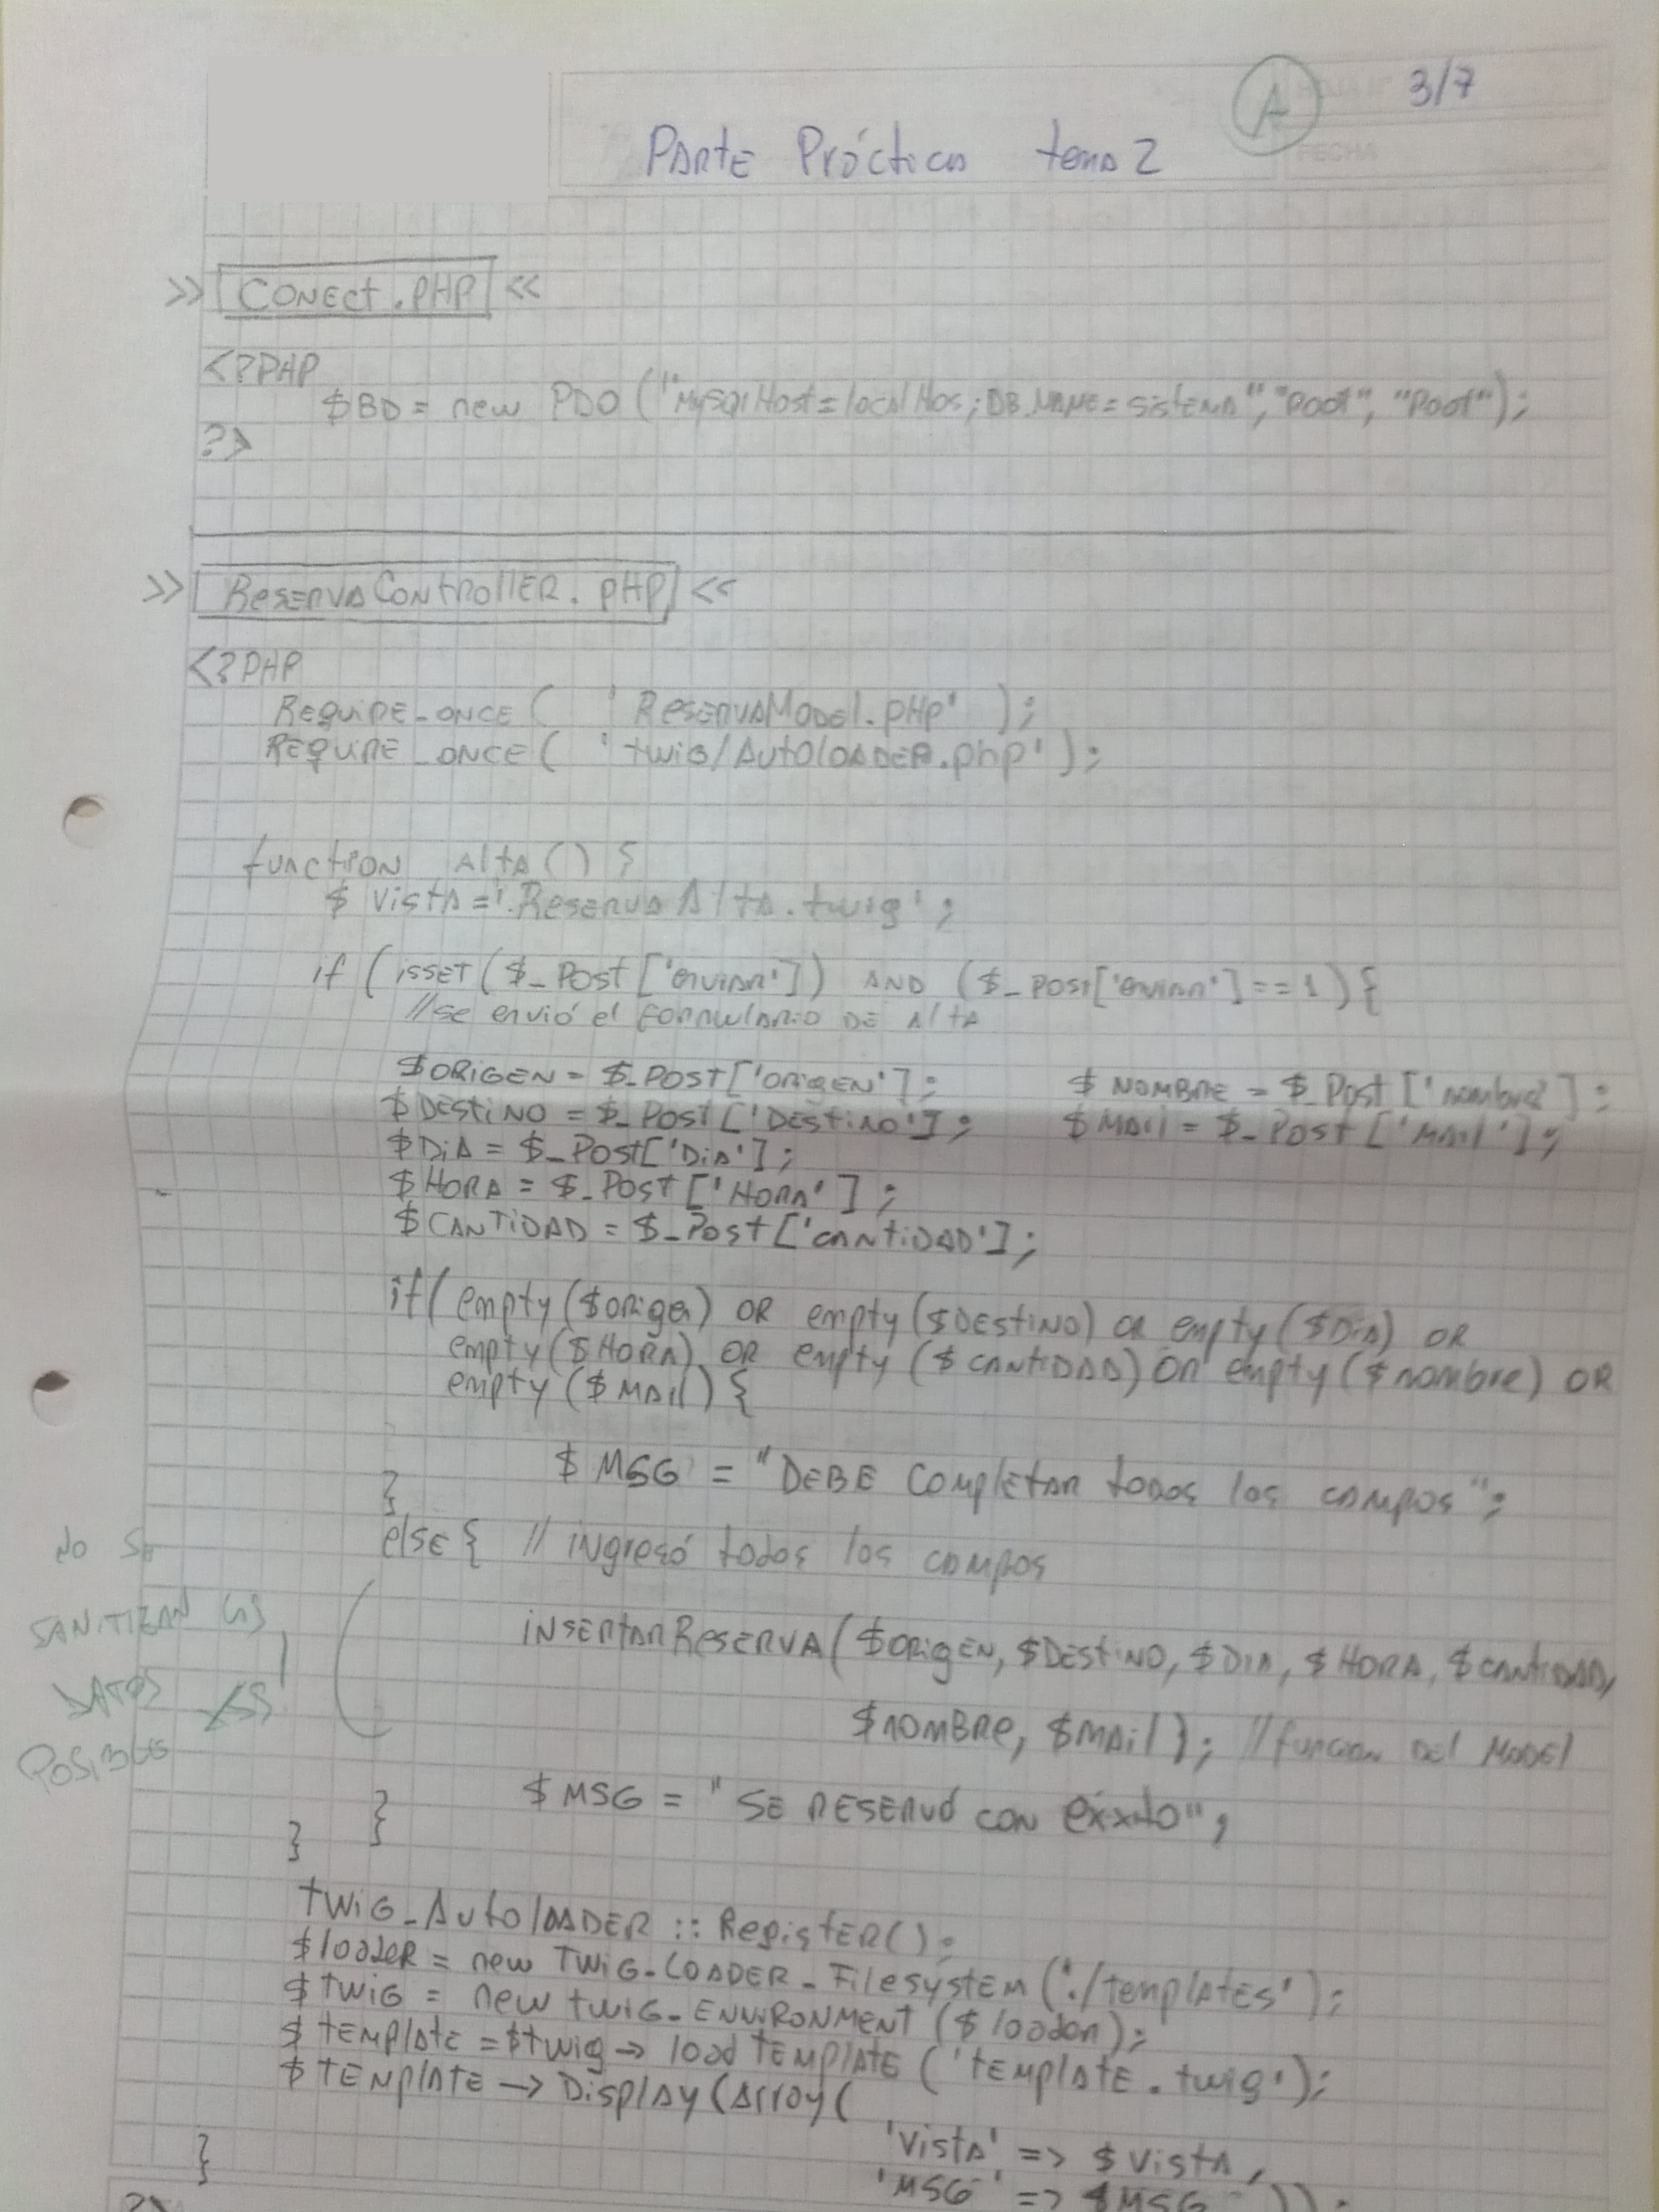 A
3/7
FECHA
Parte Práctica tema 2
>> Conect.PHP <<
<?PHP
$BD = new PDO ("MySqlHost=localHos;DB.NAME=sistema","Root","Root");
?>
>> ReservaController.PHP <<
<?PHP
Require_once( 'ReservaModel.PHP' );
Require_once( 'twig/Autoloader.php');
function Alta () {
$ Vista = 'ReservaAlta.twig';
if (isset($_Post['enviar']) AND ($_Post['enviar']==1){
//se envió el formulario DE Alta
$ORIGEN = $_POST['ORIGEN']; $ NOMBRE = $_Post['nombre'];
$DESTINO = $_Post['DESTINO']; $ MAil = $_Post['MAil'];
$DIA = $_Post['DIA'];
$HORA = $_Post['HORA'];
$CANTIDAD = $_Post['CANTIDAD'];
if( empty($origen) OR empty($DESTINO) OR empty($DIA) OR
empty($HORA) OR empty($CANTIDAD) OR empty($nombre) OR
empty($MAil) {
$ MSG = "DEBE completar todos los campos";
}
else { // ingresó todos los campos
insertarReserva($origen, $Destino, $DIA, $HORA, $cantidad,
$nombre, $mail); //funcion del Model
NO SE
SANITIZAN los
DATOS XSS
POSIBLE
$MSG = "SE RESERVó con éxito";
}
}
Twig_Autoloader :: Register();
$loader = new Twig_Loader_Filesystem('./templates');
$twig = new twig_Environment($loader);
$template = $twig -> loadTemplate ('template.twig');
$template -> Display(Array(
'Vista' => $Vista,
'MSG' => $MSG ));
}
?>